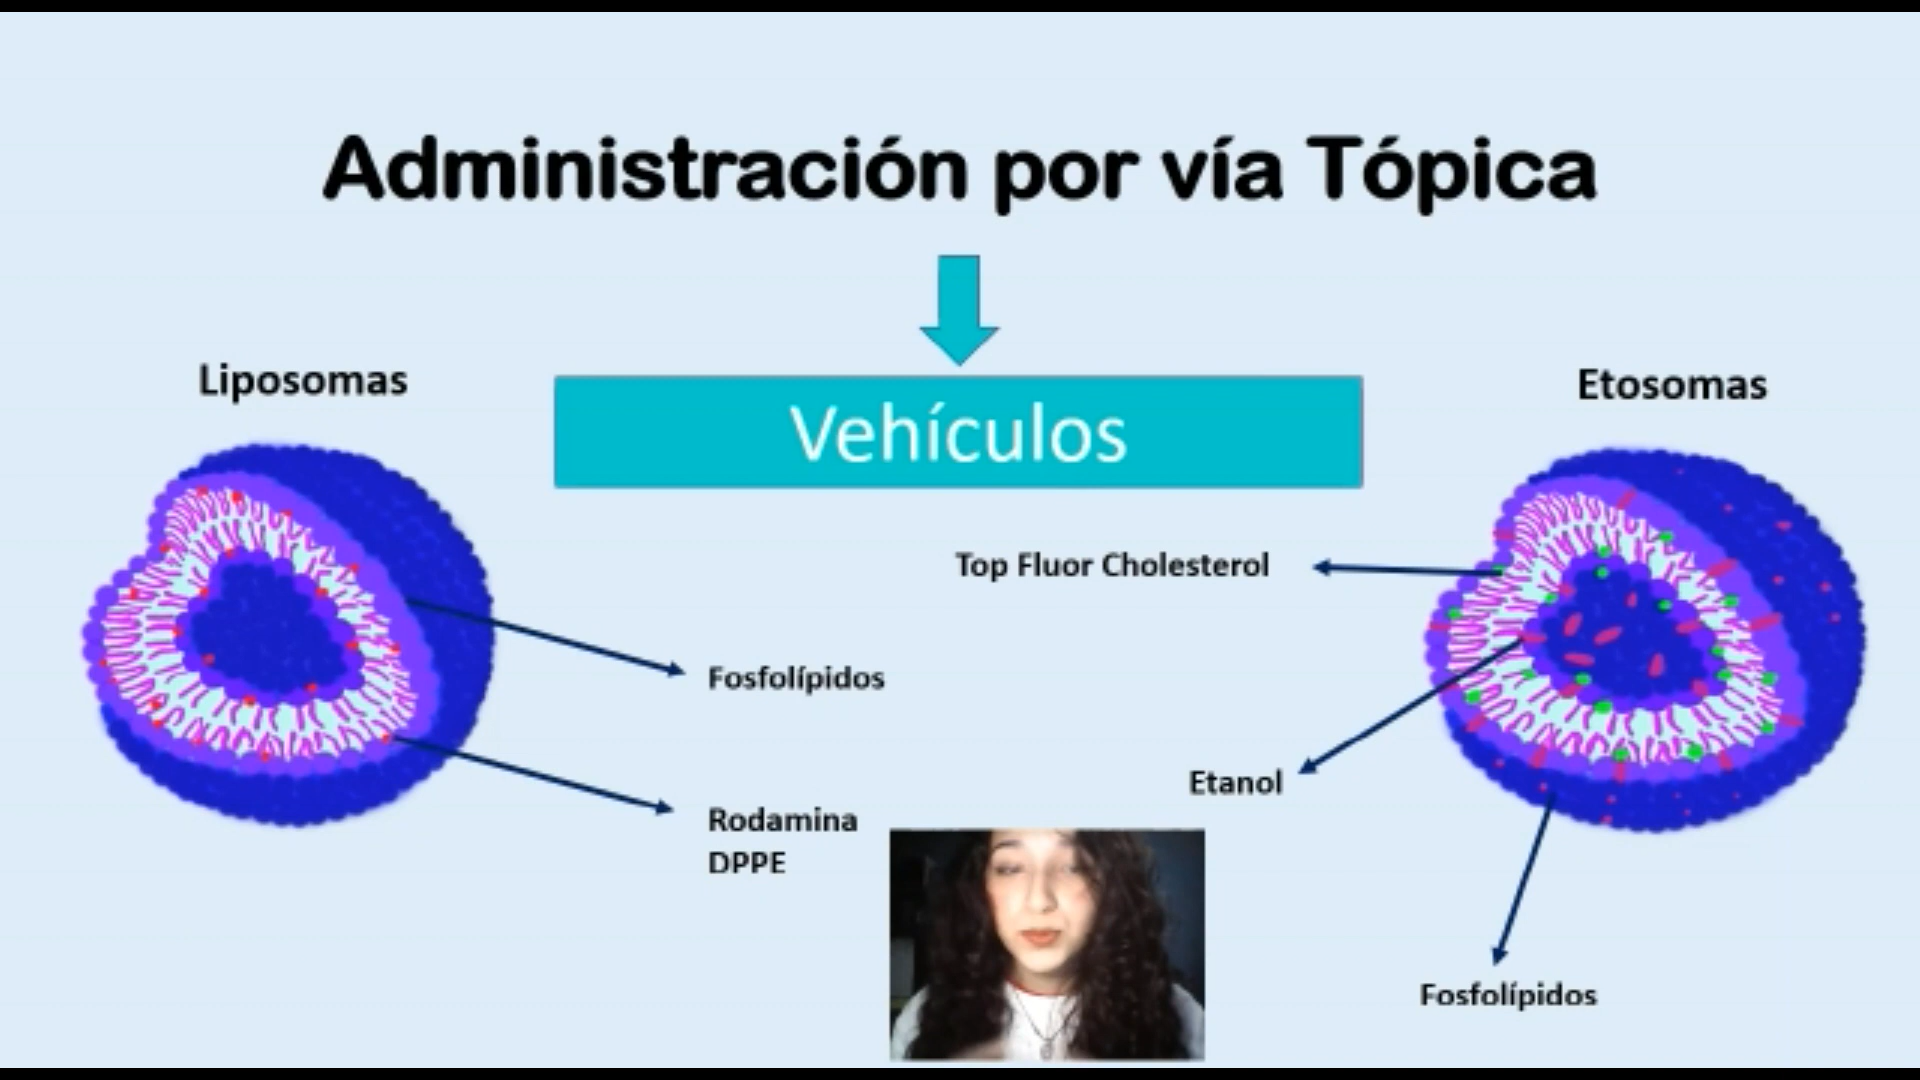 Administración por vía Tópica
Vehículos
Liposomas
Fosfolípidos
Rodamina
DPPE
Etosomas
Top Fluor Cholesterol
Etanol
Fosfolípidos